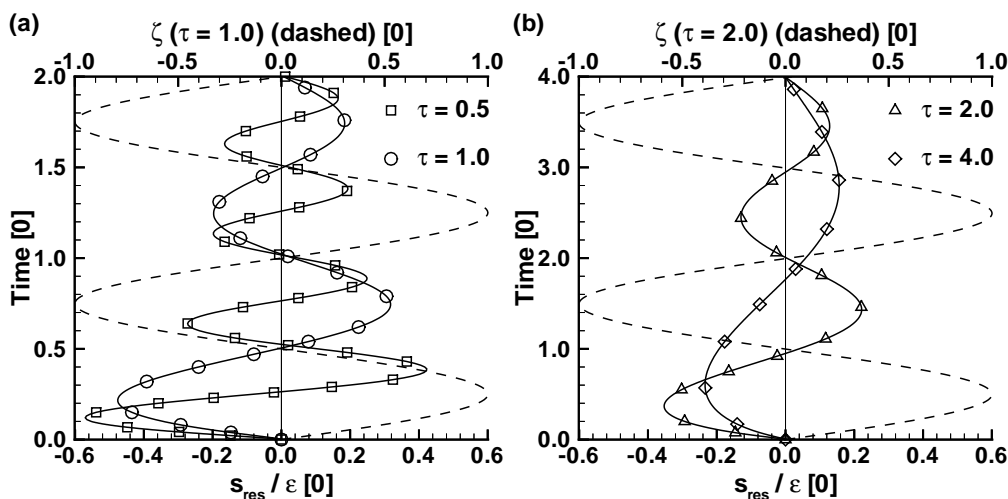 (a)
ζ (τ = 1.0) (dashed) [0]
-1.0 -0.5 0.0 0.5 1.0
2.0
1.5
1.0
0.5
0.0
Time [0]
τ = 0.5
τ = 1.0
-0.6 -0.4 -0.2 0.0 0.2 0.4 0.6
s_res / ε [0]
(b)
ζ (τ = 2.0) (dashed) [0]
-1.0 -0.5 0.0 0.5 1.0
4.0
3.0
2.0
1.0
0.0
Time [0]
τ = 2.0
τ = 4.0
-0.6 -0.4 -0.2 0.0 0.2 0.4 0.6
s_res / ε [0]